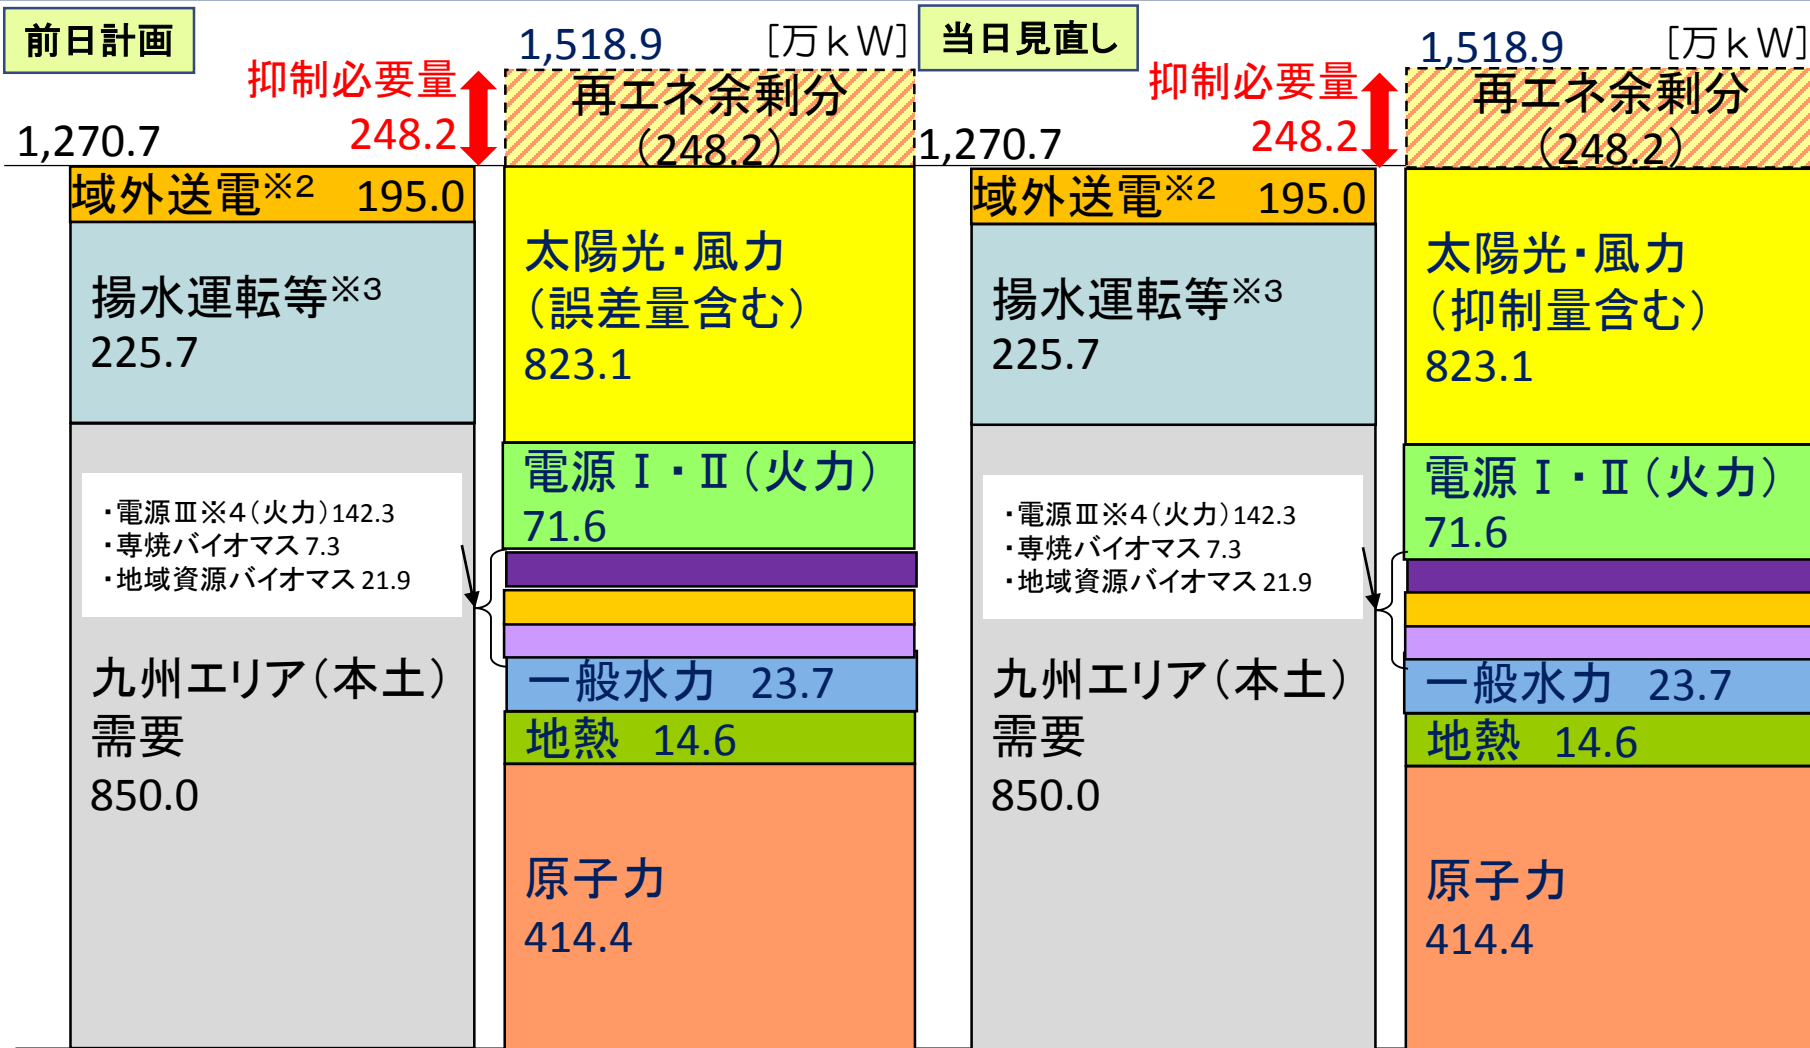 前日計画
1,518.9 [万kW]
抑制必要量
248.2
1,270.7
再エネ余剰分
(248.2)
域外送電※2 195.0
揚水運転等※3
225.7
・電源Ⅲ※4(火力)142.3
・専焼バイオマス 7.3
・地域資源バイオマス 21.9
九州エリア(本土)
需要
850.0
太陽光・風力
(誤差量含む)
823.1
電源Ⅰ・Ⅱ(火力)
71.6
一般水力 23.7
地熱 14.6
原子力
414.4
当日見直し
1,518.9 [万kW]
抑制必要量
248.2
1,270.7
再エネ余剰分
(248.2)
域外送電※2 195.0
揚水運転等※3
225.7
・電源Ⅲ※4(火力)142.3
・専焼バイオマス 7.3
・地域資源バイオマス 21.9
九州エリア(本土)
需要
850.0
太陽光・風力
(抑制量含む)
823.1
電源Ⅰ・Ⅱ(火力)
71.6
一般水力 23.7
地熱 14.6
原子力
414.4